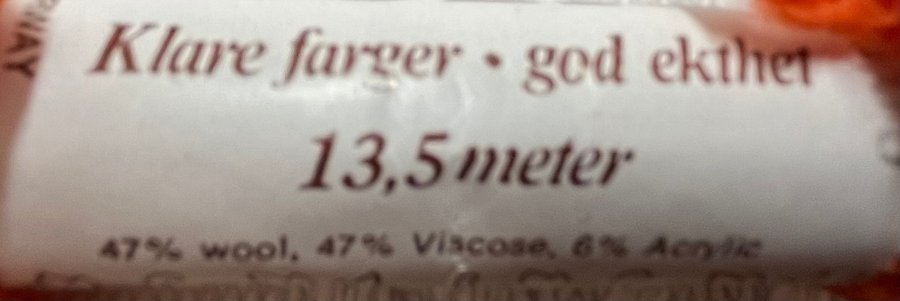 Klare farger • god ekthet
13,5 meter
47% wool, 47% Viscose, 6% Acrylic